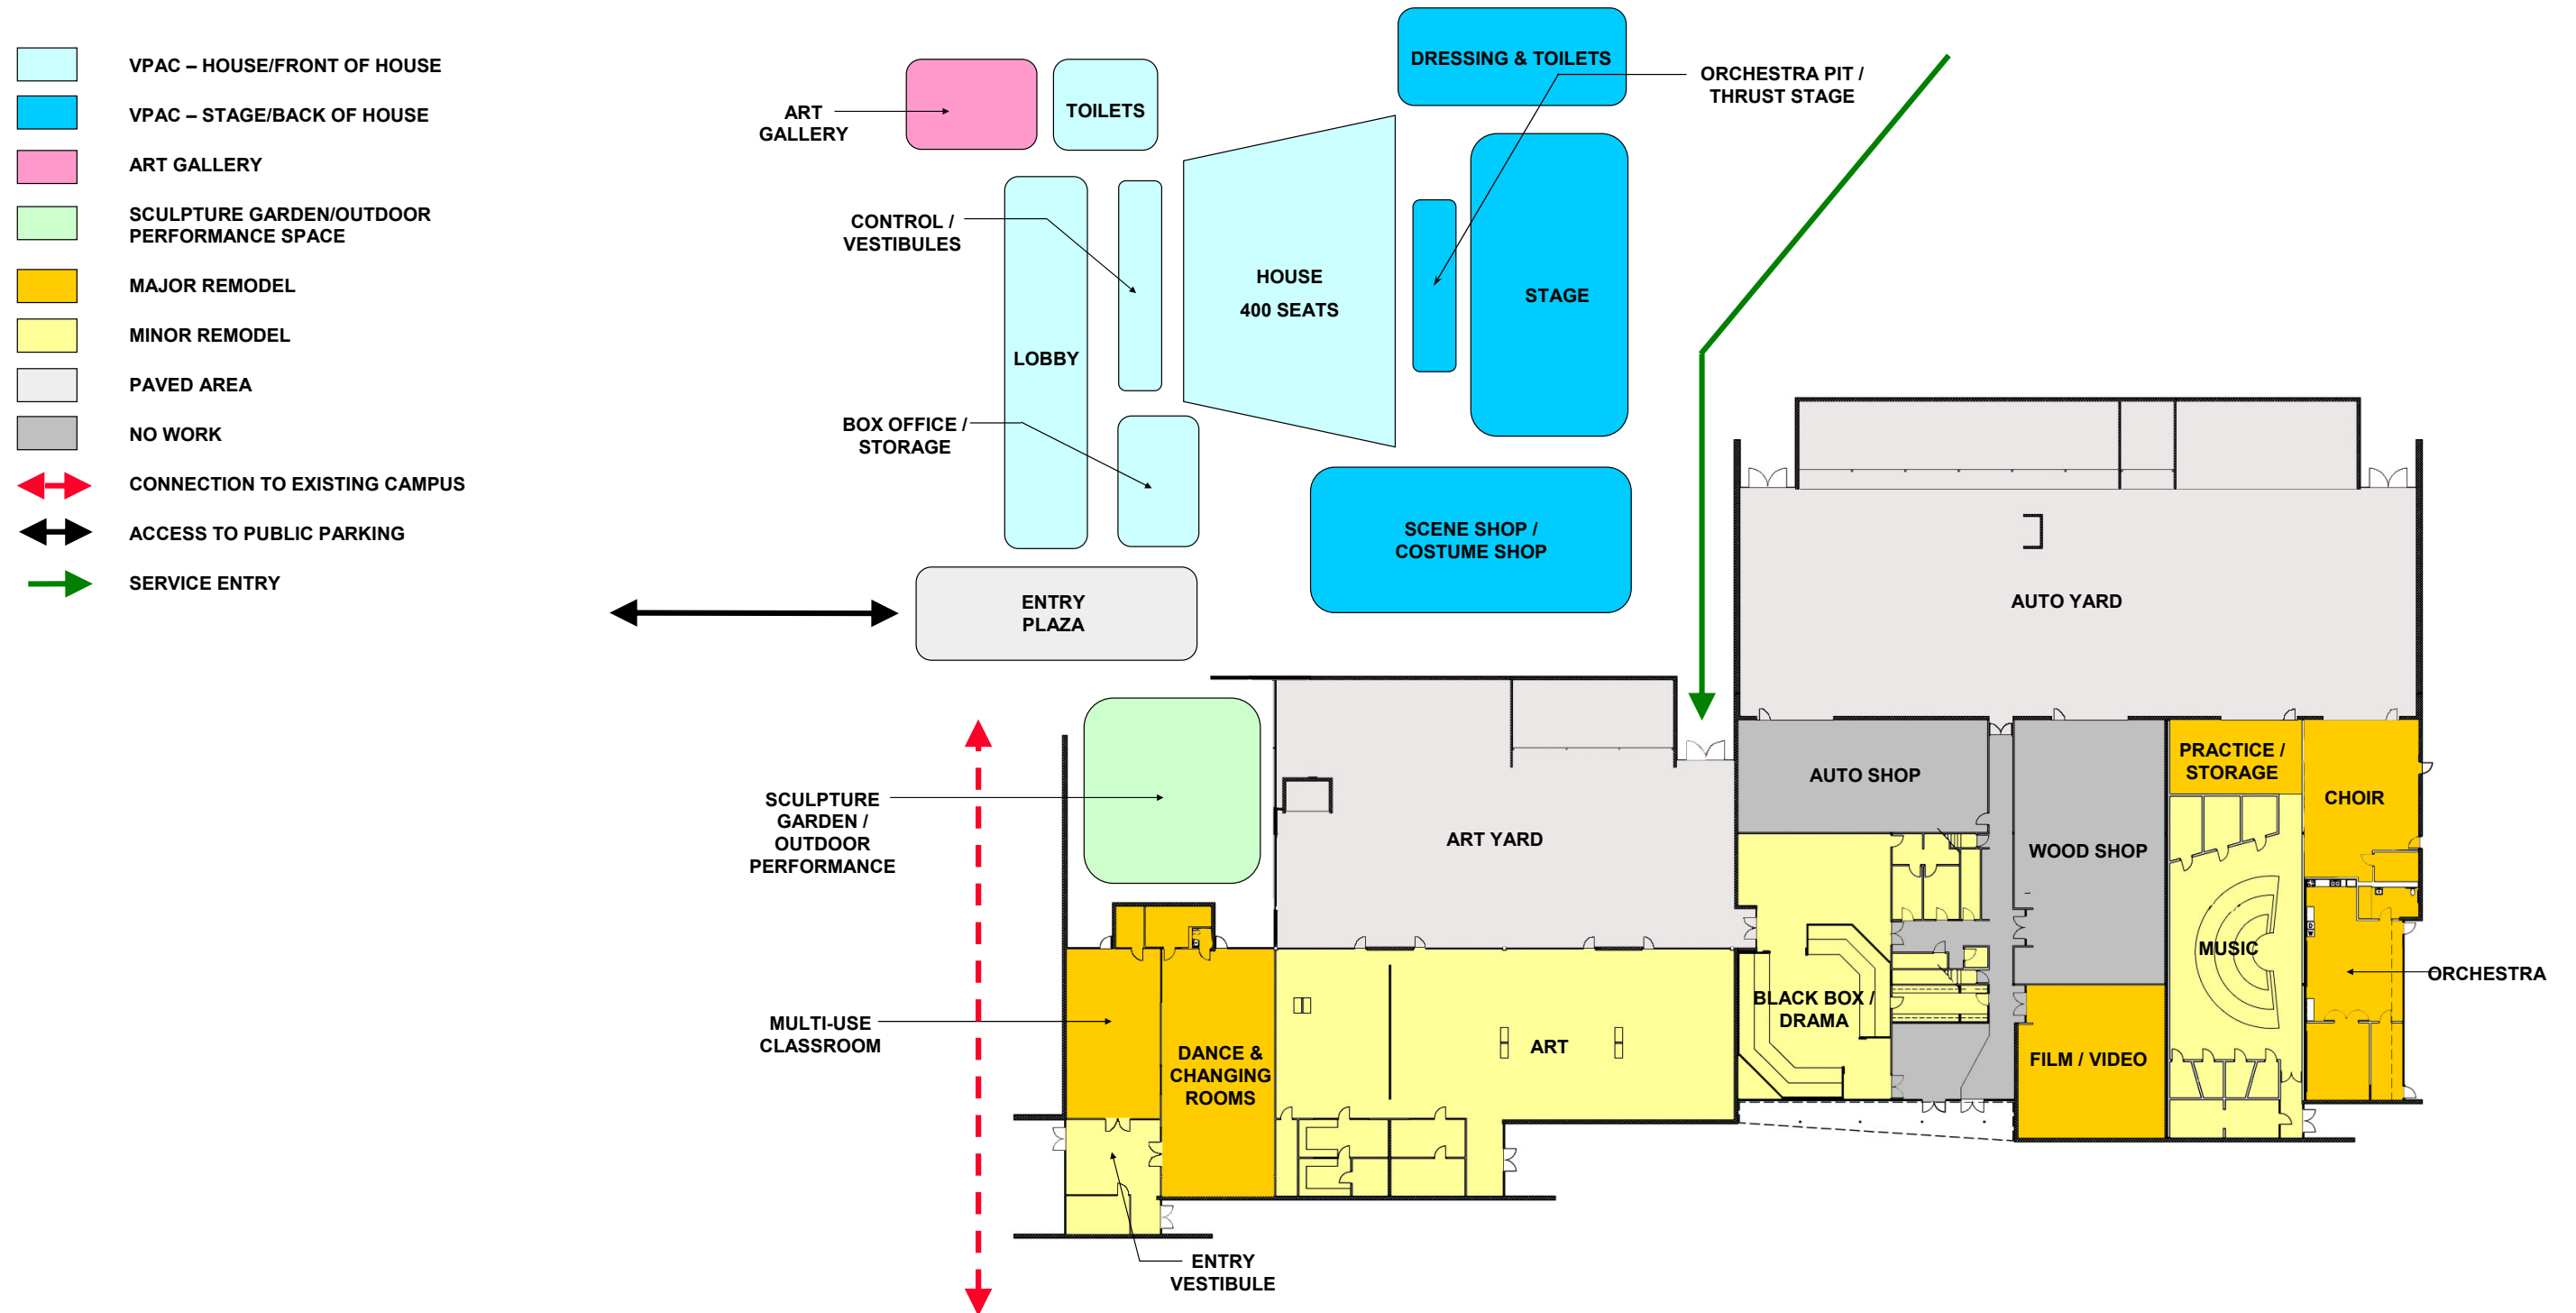 VPAC – HOUSE/FRONT OF HOUSE
VPAC – STAGE/BACK OF HOUSE
ART GALLERY
SCULPTURE GARDEN/OUTDOOR
PERFORMANCE SPACE
MAJOR REMODEL
MINOR REMODEL
PAVED AREA
NO WORK
CONNECTION TO EXISTING CAMPUS
ACCESS TO PUBLIC PARKING
SERVICE ENTRY
ART
GALLERY
TOILETS
DRESSING & TOILETS
ORCHESTRA PIT /
THRUST STAGE
CONTROL /
VESTIBULES
HOUSE
400 SEATS
STAGE
LOBBY
BOX OFFICE /
STORAGE
SCENE SHOP /
COSTUME SHOP
ENTRY
PLAZA
AUTO YARD
SCULPTURE
GARDEN /
OUTDOOR
PERFORMANCE
ART YARD
AUTO SHOP
WOOD SHOP
PRACTICE /
STORAGE
CHOIR
MUSIC
ORCHESTRA
MULTI-USE
CLASSROOM
DANCE &
CHANGING
ROOMS
ART
BLACK BOX /
DRAMA
FILM / VIDEO
ENTRY
VESTIBULE